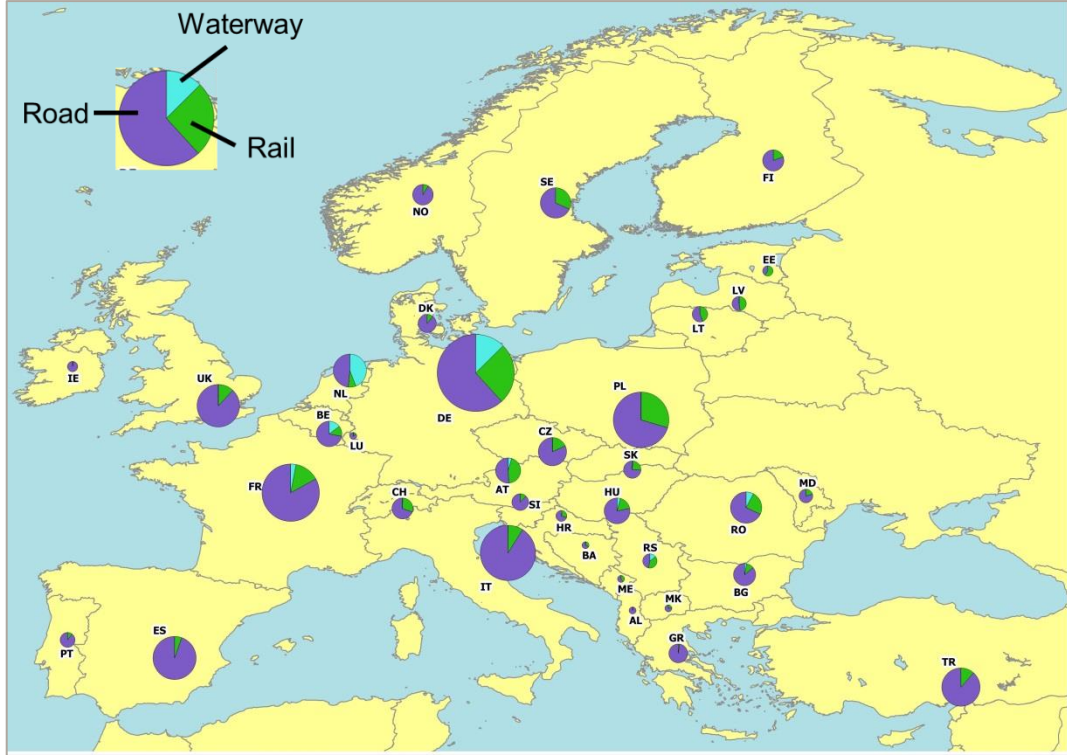 Waterway
Road
Rail
NO
SE
FI
EE
LV
LT
DK
IE
UK
NL
DE
PL
BE
LU
CZ
SK
FR
CH
AT
SI
HU
MD
RO
HR
IT
BA
RS
ME
MK
AL
BG
GR
PT
ES
TR